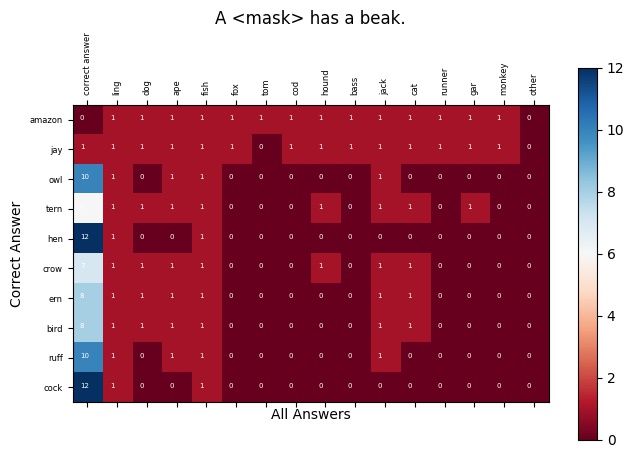 A <mask> has a beak.
correct answer ling dog ape fish fox tom cod hound bass jack cat runner gar monkey other
amazon 0 1 1 1 1 1 1 1 1 1 1 1 1 1 1 0
jay 1 1 1 1 1 1 0 1 1 1 1 1 1 1 1 0
owl 10 1 0 1 1 0 0 0 0 0 1 0 0 0 0 0
tern 1 1 1 1 0 0 0 1 0 1 1 0 1 0 0
hen 12 1 0 0 1 0 0 0 0 0 0 0 0 0 0 0
crow 7 1 1 1 1 0 0 0 1 0 1 1 0 0 0 0
ern 8 1 1 1 1 0 0 0 0 0 1 1 0 0 0 0
bird 8 1 1 1 1 0 0 0 0 0 1 1 0 0 0 0
ruff 10 1 0 1 1 0 0 0 0 0 1 0 0 0 0 0
cock 12 1 0 0 1 0 0 0 0 0 0 0 0 0 0 0
Correct Answer
All Answers
12
10
8
6
4
2
0